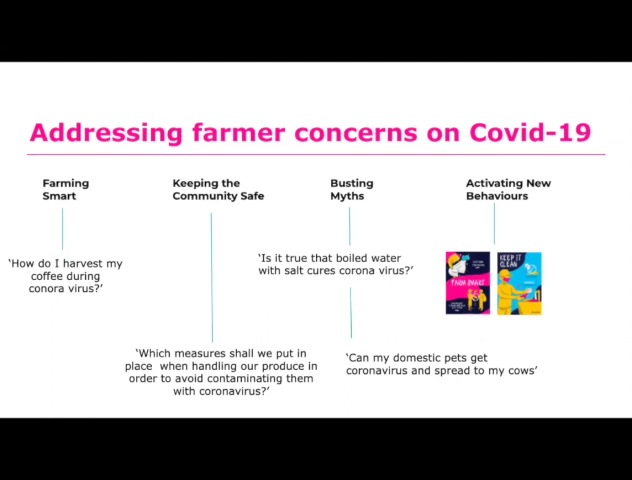 Addressing farmer concerns on Covid-19
Farming
Smart
Keeping the
Community Safe
Busting
Myths
Activating New
Behaviours
‘How do I harvest my
coffee during
conora virus?’
‘Which measures shall we put in
place when handling our produce in
order to avoid contaminating them
with coronavirus?’
‘Is it true that boiled water
with salt cures corona virus?’
‘Can my domestic pets get
coronavirus and spread to my cows’
FARM SMART
KEEP IT
CLEAN